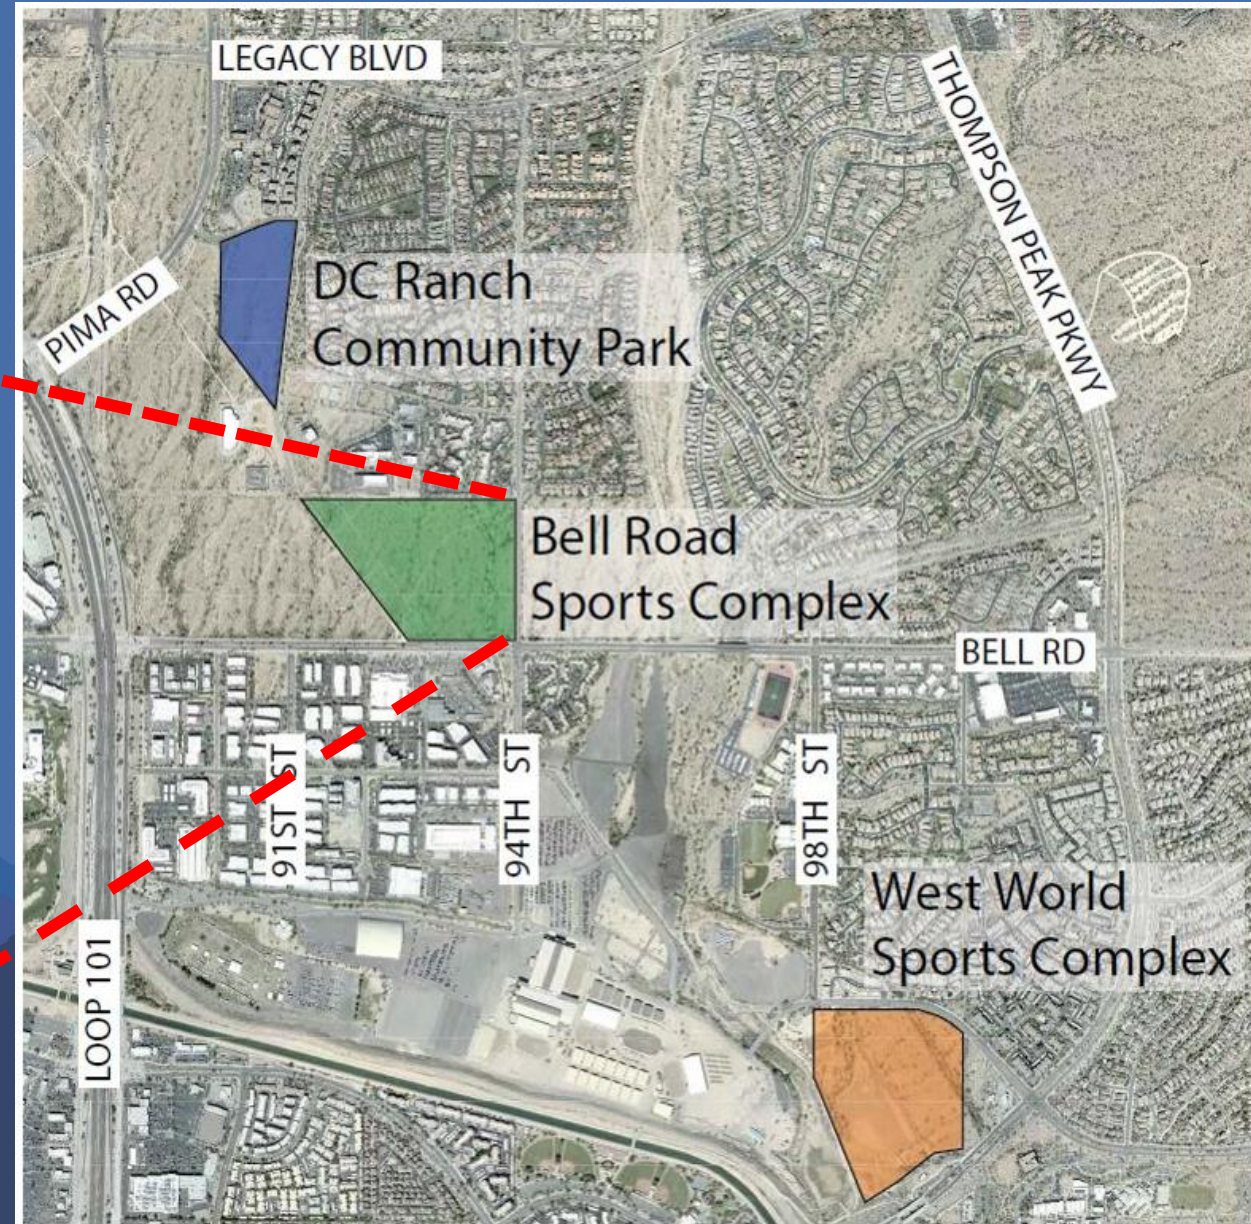 LEGACY BLVD
THOMPSON PEAK PKWY
PIMA RD
DC Ranch
Community Park
Bell Road
Sports Complex
BELL RD
91ST ST
94TH ST
98TH ST
West World
Sports Complex
LOOP 101